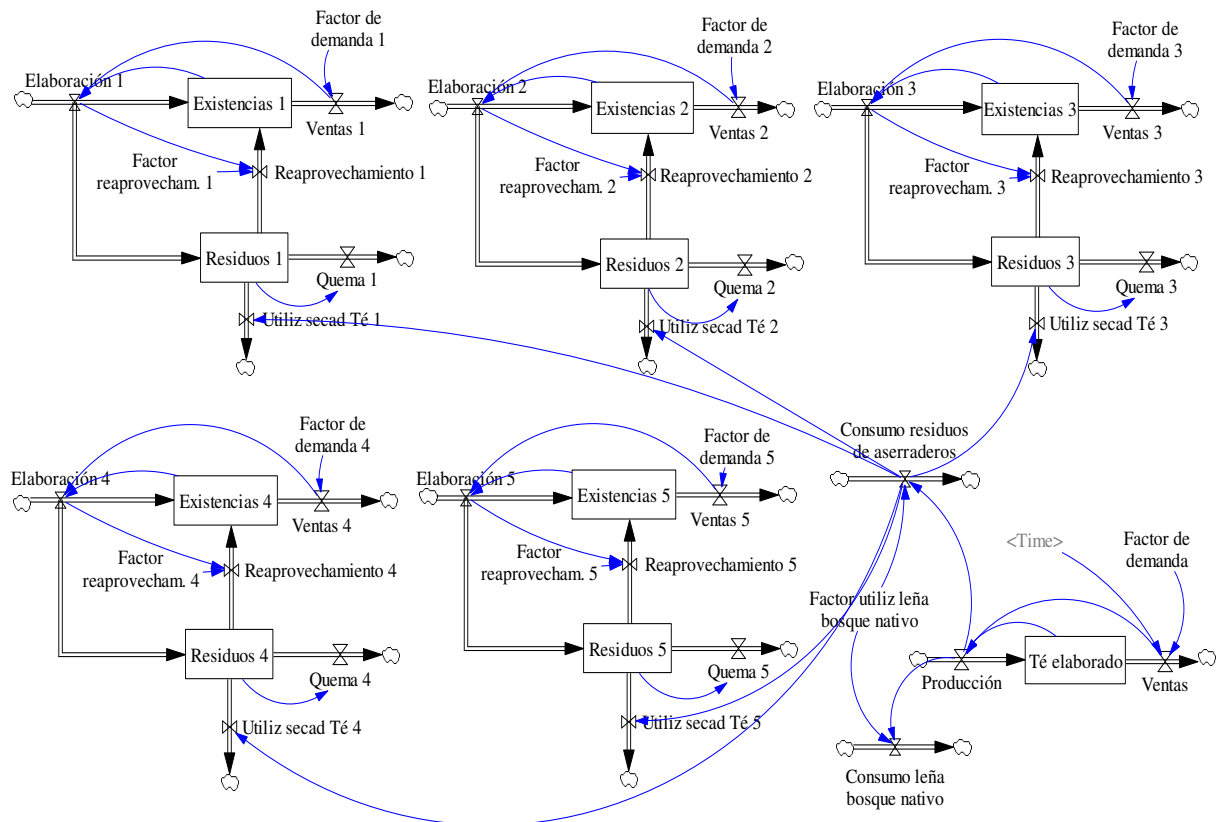 Factor de
demanda 1
Elaboración 1
Existencias 1
Ventas 1
Factor
reaprovecham. 1
Reaprovechamiento 1
Residuos 1
Quema 1
Utiliz secad Té 1
Factor de
demanda 2
Elaboración 2
Existencias 2
Ventas 2
Factor
reaprovecham. 2
Reaprovechamiento 2
Residuos 2
Quema 2
Utiliz secad Té 2
Factor de
demanda 3
Elaboración 3
Existencias 3
Ventas 3
Factor
reaprovecham. 3
Reaprovechamiento 3
Residuos 3
Quema 3
Utiliz secad Té 3
Factor de
demanda 4
Elaboración 4
Existencias 4
Ventas 4
Factor
reaprovecham. 4
Reaprovechamiento 4
Residuos 4
Quema 4
Utiliz secad Té 4
Factor de
demanda 5
Elaboración 5
Existencias 5
Ventas 5
Factor
reaprovecham. 5
Reaprovechamiento 5
Residuos 5
Quema 5
Utiliz secad Té 5
Consumo residuos
de aserraderos
<Time>
Factor de
demanda
Factor utiliz leña
bosque nativo
Té elaborado
Producción
Ventas
Consumo leña
bosque nativo